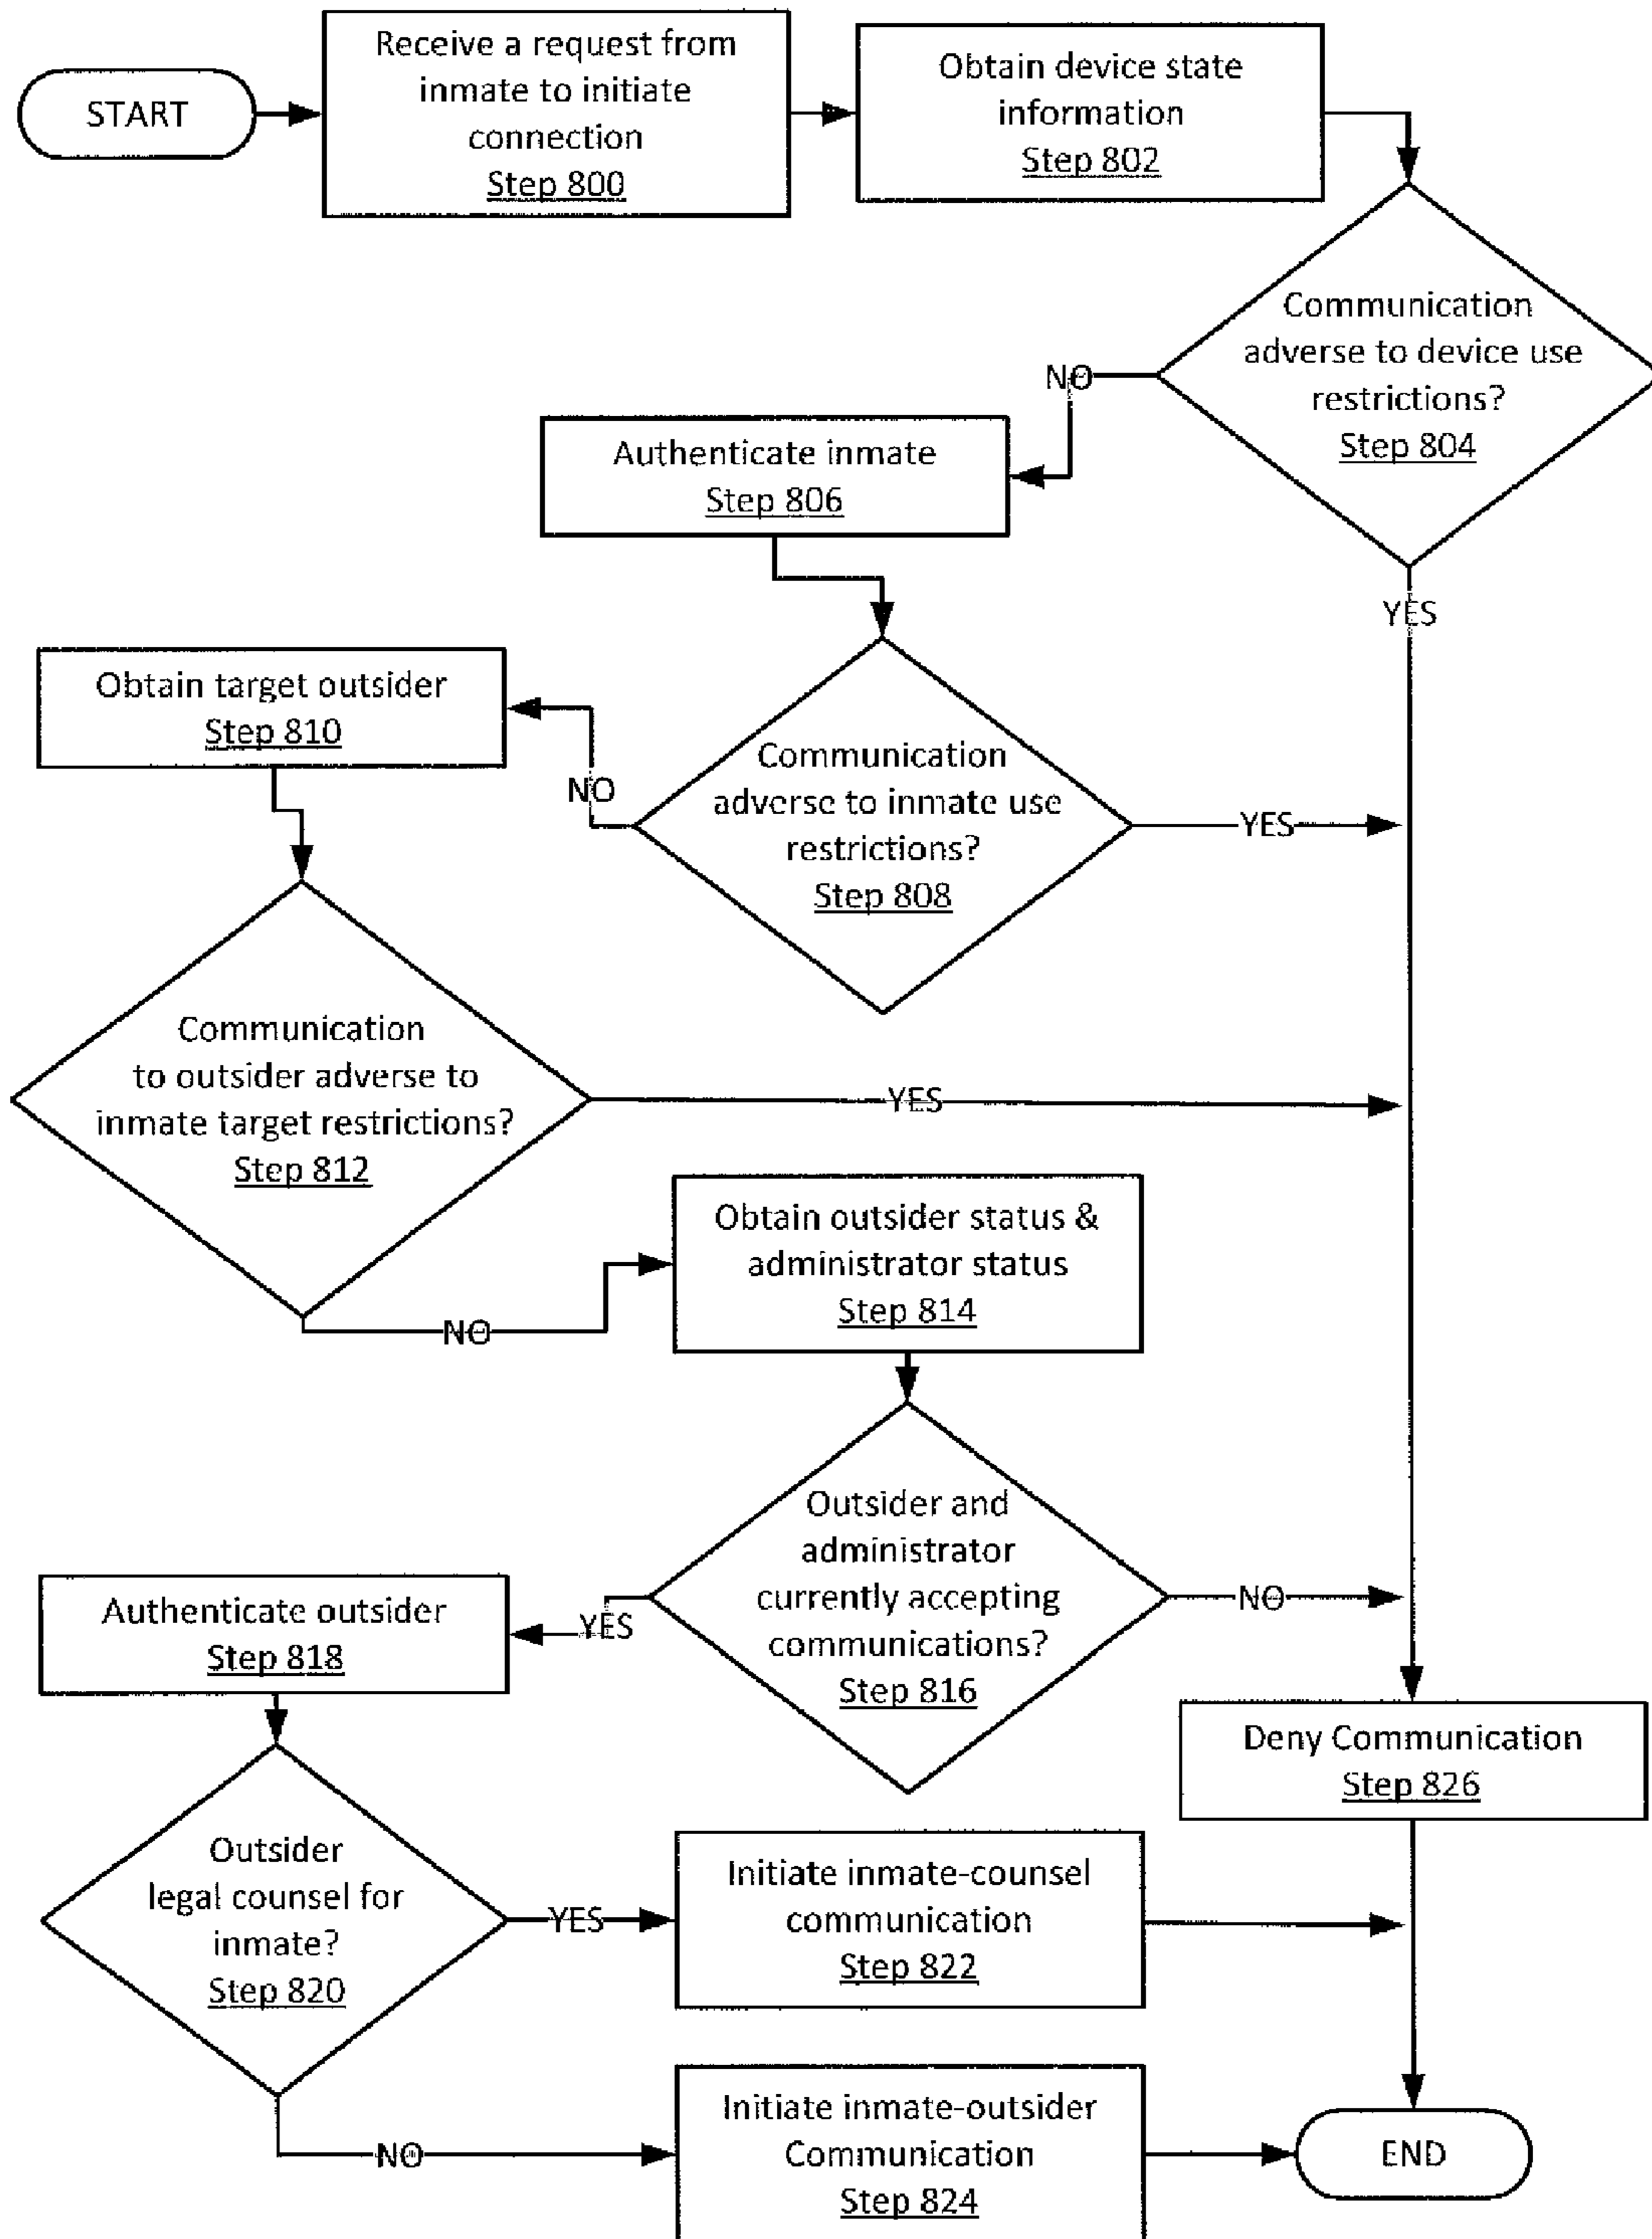 START
Receive a request from
inmate to initiate
connection
Step 800
Obtain device state
information
Step 802
Communication
adverse to device use
restrictions?
Step 804
NO
YES
Authenticate inmate
Step 806
Communication
adverse to inmate use
restrictions?
Step 808
NO
YES
Obtain target outsider
Step 810
Communication
to outsider adverse to
inmate target restrictions?
Step 812
YES
NO
Obtain outsider status &
administrator status
Step 814
Outsider and
administrator
currently accepting
communications?
Step 816
YES
NO
Authenticate outsider
Step 818
Deny Communication
Step 826
Outsider
legal counsel for
inmate?
Step 820
YES
Initiate inmate-counsel
communication
Step 822
NO
Initiate inmate-outsider
Communication
Step 824
END